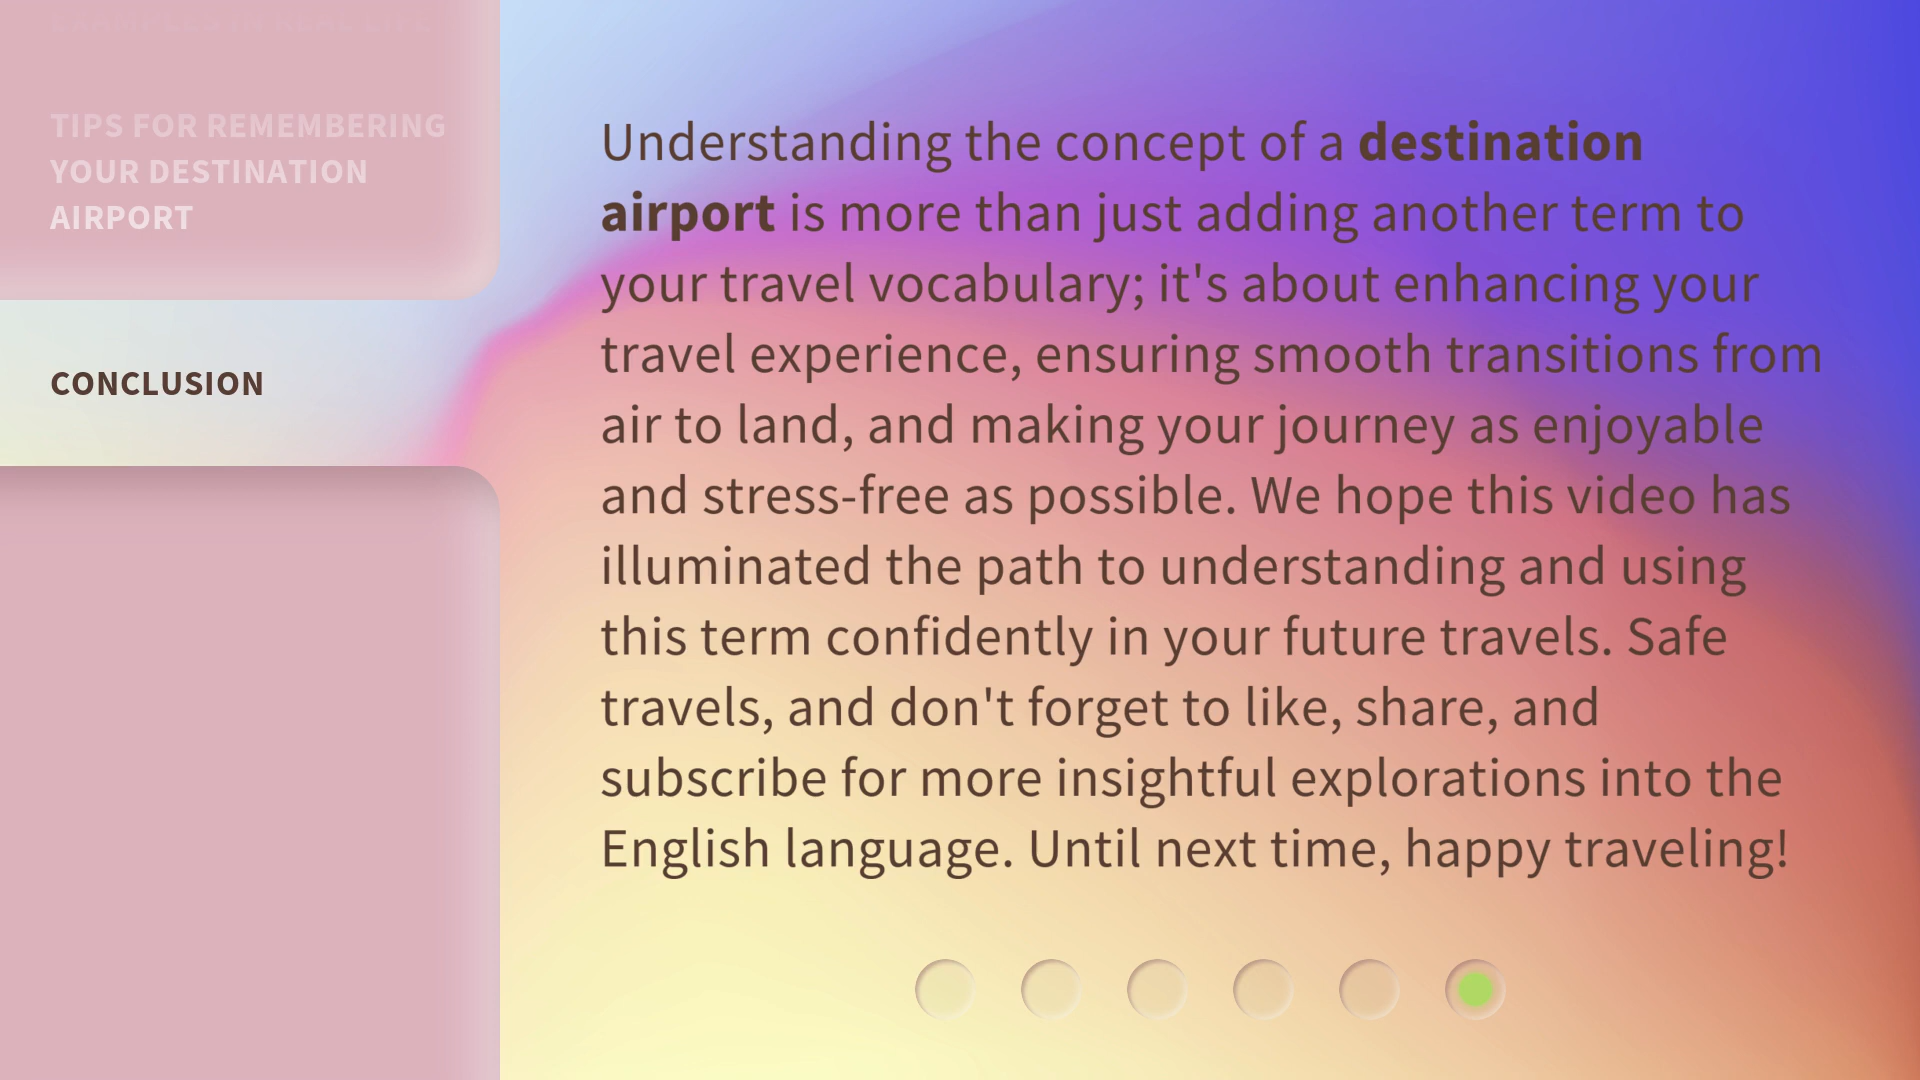 TIPS FOR REMEMBERING
YOUR DESTINATION
AIRPORT
CONCLUSION
Understanding the concept of a destination
airport is more than just adding another term to
your travel vocabulary; it's about enhancing your
travel experience, ensuring smooth transitions from
air to land, and making your journey as enjoyable
and stress-free as possible. We hope this video has
illuminated the path to understanding and using
this term confidently in your future travels. Safe
travels, and don't forget to like, share, and
subscribe for more insightful explorations into the
English language. Until next time, happy traveling!